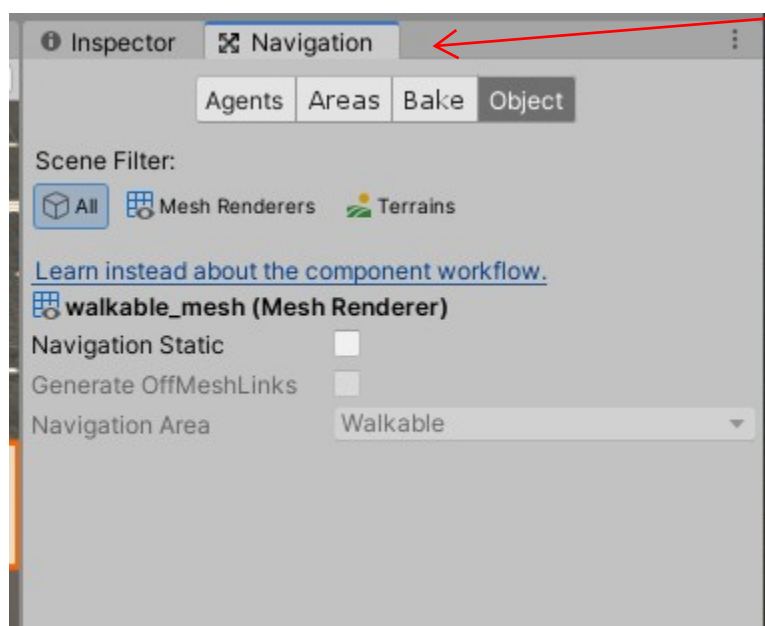 Inspector Navigation
Agents Areas Bake Object
Scene Filter:
All Mesh Renderers Terrains
Learn instead about the component workflow.
walkable_mesh (Mesh Renderer)
Navigation Static
Generate OffMeshLinks
Navigation Area Walkable